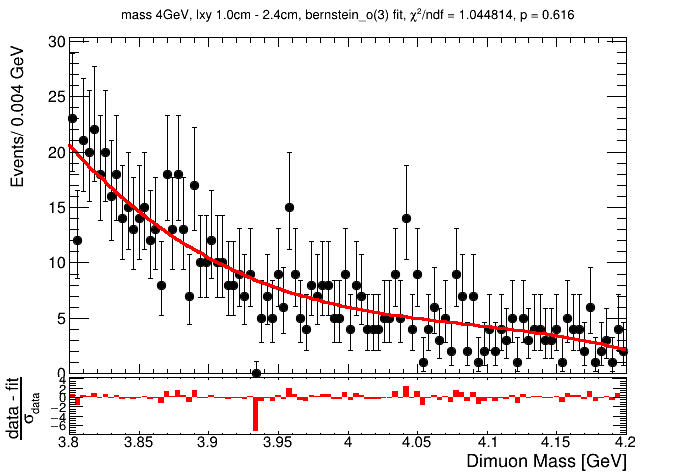 mass 4GeV, lxy 1.0cm - 2.4cm, bernstein_o(3) fit, χ²/ndf = 1.044814, p = 0.616
Events/ 0.004 GeV
30
25
20
15
10
5
0
data - fit
σdata
4
2
0
−2
−4
−6
3.8 3.85 3.9 3.95 4 4.05 4.1 4.15 4.2
Dimuon Mass [GeV]